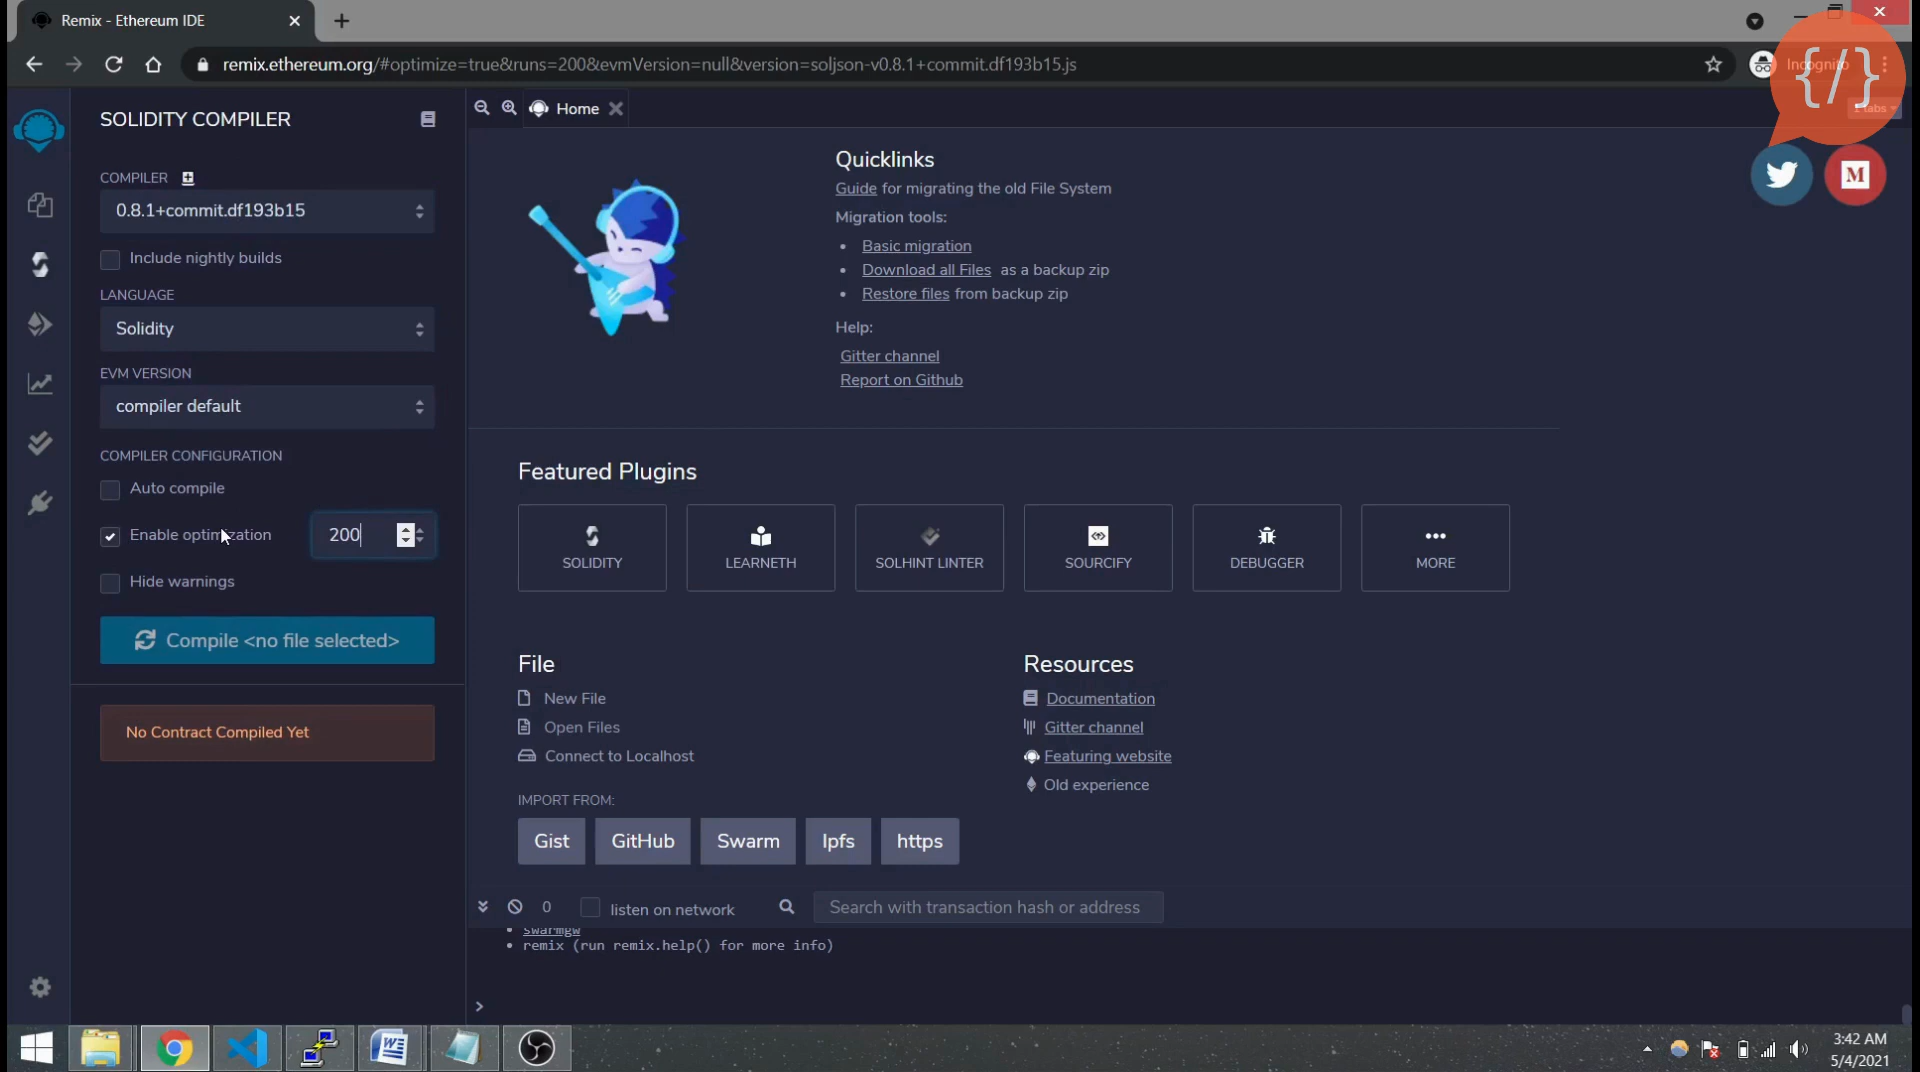 Remix - Ethereum IDE
remix.ethereum.org/#optimize=true&runs=200&evmVersion=null&version=soljson-v0.8.1+commit.df193b15.js
Incognito
{/}
SOLIDITY COMPILER
Home
tabs
COMPILER
0.8.1+commit.df193b15
Include nightly builds
LANGUAGE
Solidity
EVM VERSION
compiler default
COMPILER CONFIGURATION
Auto compile
Enable optimization
200
Hide warnings
Compile <no file selected>
No Contract Compiled Yet
Quicklinks
Guide for migrating the old File System
Migration tools:
Basic migration
Download all Files as a backup zip
Restore files from backup zip
Help:
Gitter channel
Report on Github
M
Featured Plugins
SOLIDITY
LEARNETH
SOLHINT LINTER
SOURCIFY
DEBUGGER
MORE
File
New File
Open Files
Connect to Localhost
IMPORT FROM:
Gist
GitHub
Swarm
Ipfs
https
Resources
Documentation
Gitter channel
Featuring website
Old experience
0
listen on network
Search with transaction hash or address
swarmgw
remix (run remix.help() for more info)
>
3:42 AM
5/4/2021